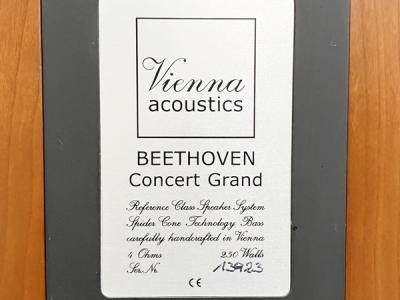 Vienna
acoustics
BEETHOVEN
Concert Grand
Reference Class Speaker System
Spider Cone Technology Bass
carefully handcrafted in Vienna
4 Ohms 250 Watts
Ser. Nr. 13923
CE